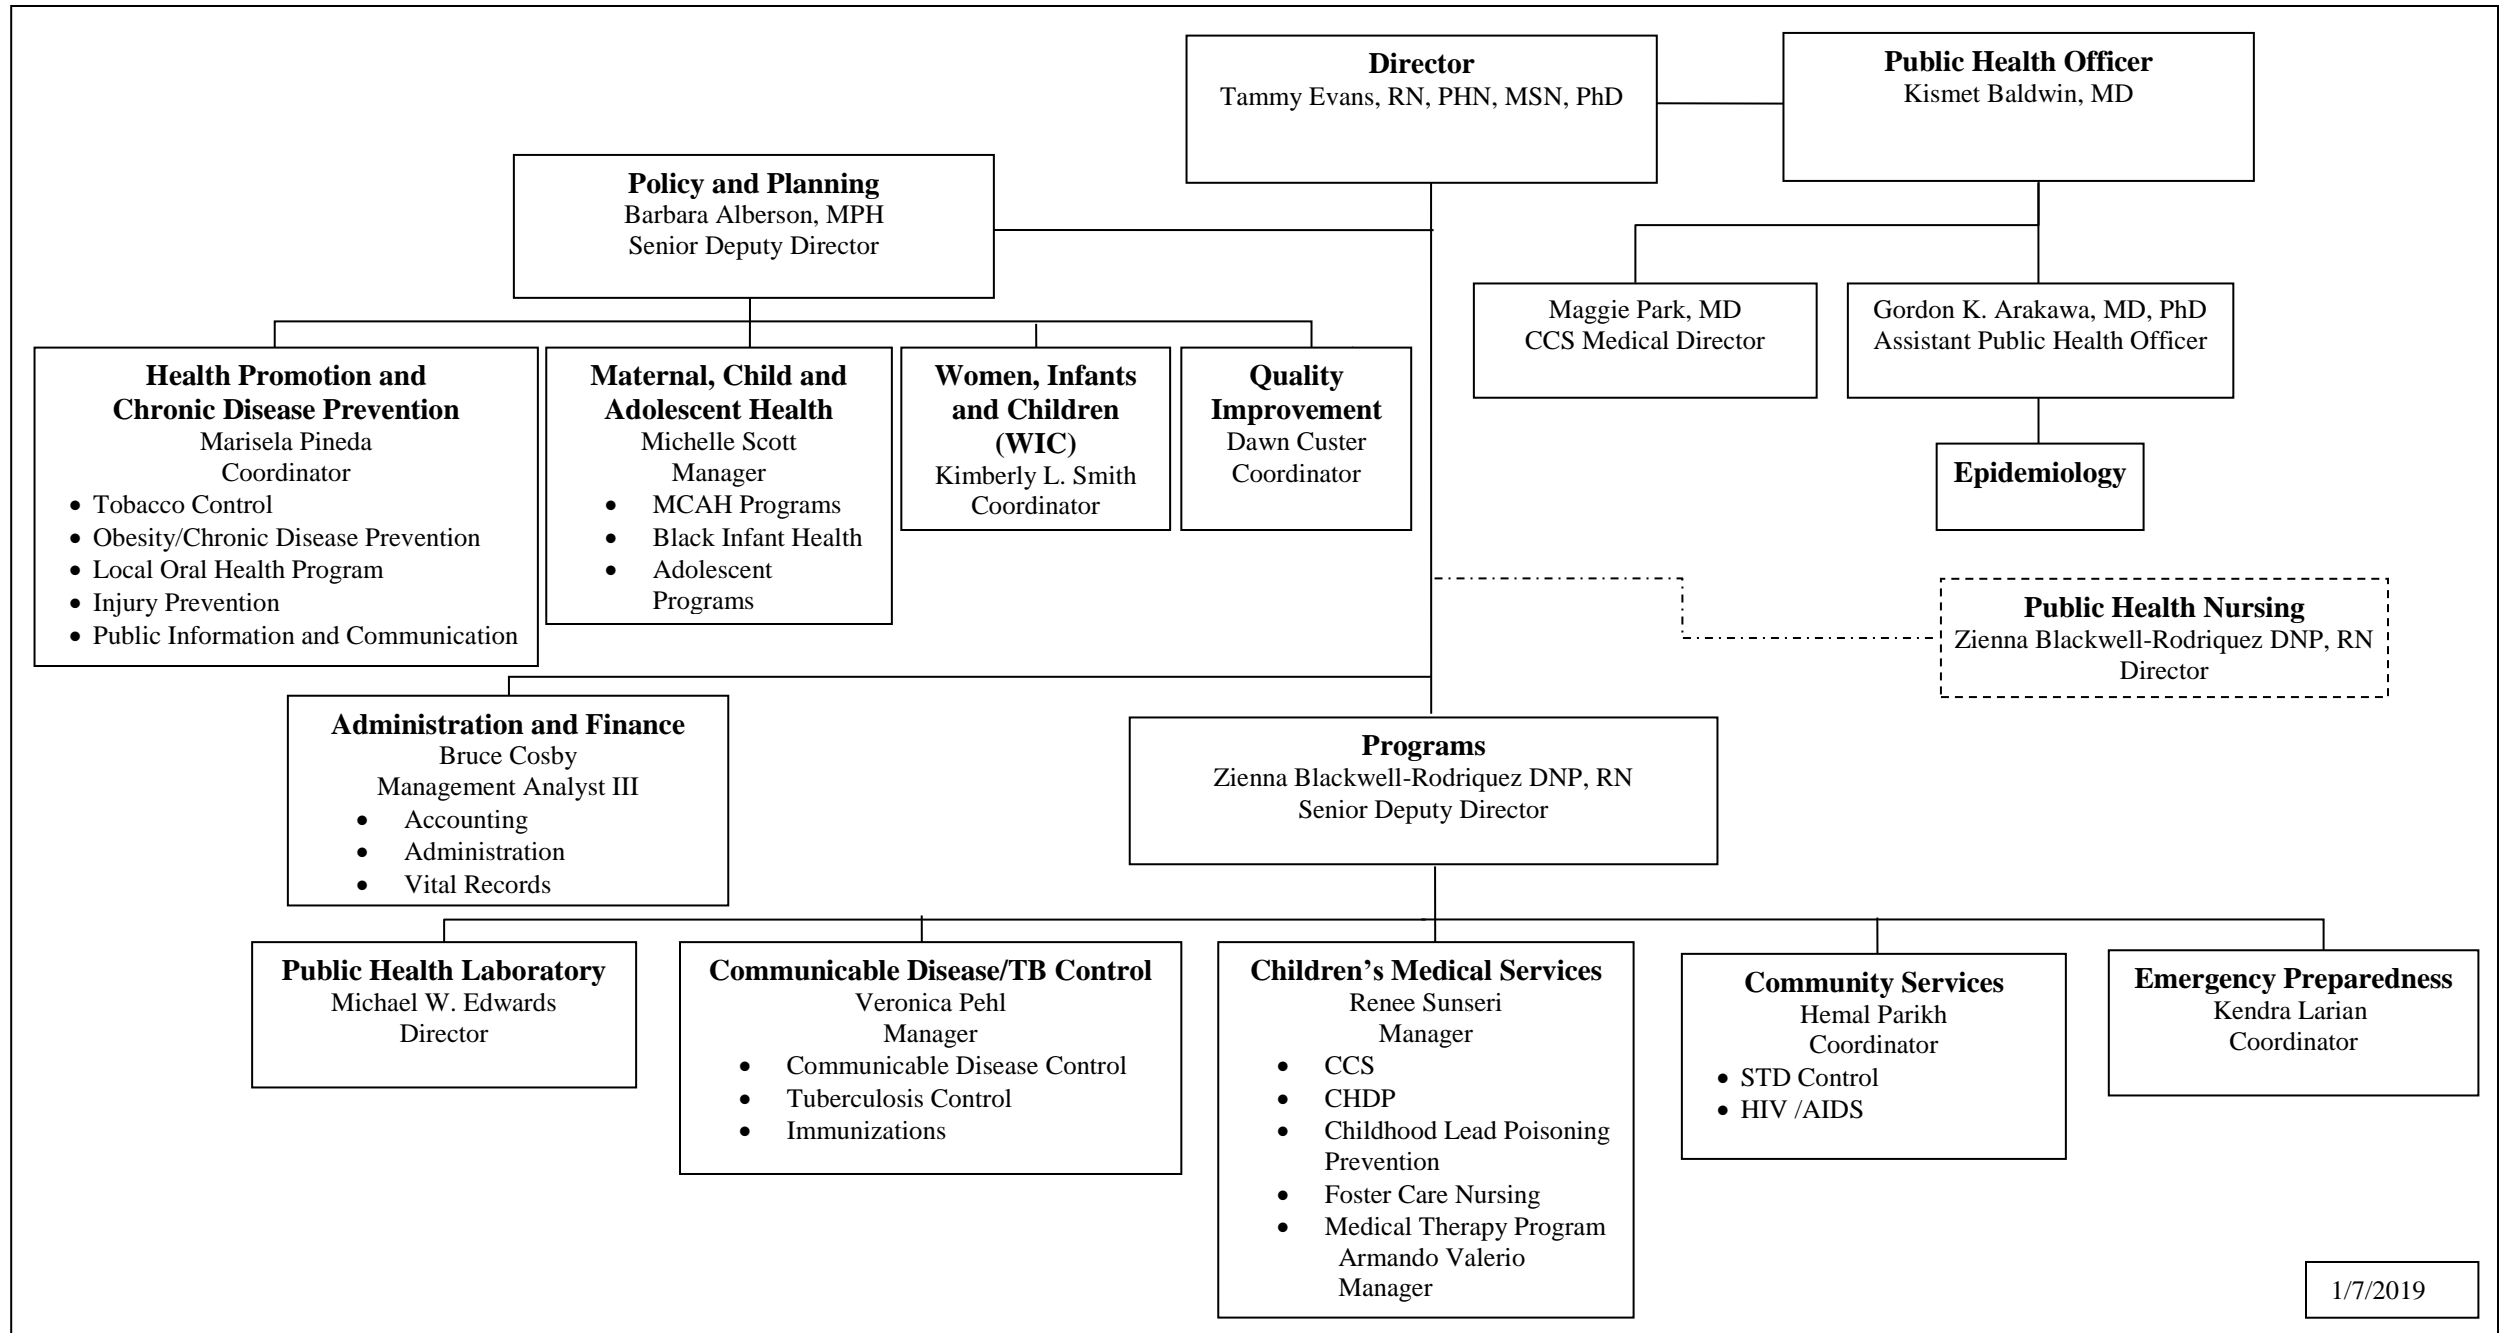 Director
Tammy Evans, RN, PHN, MSN, PhD
Public Health Officer
Kismet Baldwin, MD
Policy and Planning
Barbara Alberson, MPH
Senior Deputy Director
Maggie Park, MD
CCS Medical Director
Gordon K. Arakawa, MD, PhD
Assistant Public Health Officer
Health Promotion and
Chronic Disease Prevention
Marisela Pineda
Coordinator
• Tobacco Control
• Obesity/Chronic Disease Prevention
• Local Oral Health Program
• Injury Prevention
• Public Information and Communication
Maternal, Child and
Adolescent Health
Michelle Scott
Manager
• MCAH Programs
• Black Infant Health
• Adolescent
Programs
Women, Infants
and Children
(WIC)
Kimberly L. Smith
Coordinator
Quality
Improvement
Dawn Custer
Coordinator
Epidemiology
Public Health Nursing
Zienna Blackwell-Rodriquez DNP, RN
Director
Administration and Finance
Bruce Cosby
Management Analyst III
• Accounting
• Administration
• Vital Records
Programs
Zienna Blackwell-Rodriquez DNP, RN
Senior Deputy Director
Public Health Laboratory
Michael W. Edwards
Director
Communicable Disease/TB Control
Veronica Pehl
Manager
• Communicable Disease Control
• Tuberculosis Control
• Immunizations
Children’s Medical Services
Renee Sunseri
Manager
• CCS
• CHDP
• Childhood Lead Poisoning
Prevention
• Foster Care Nursing
• Medical Therapy Program
Armando Valerio
Manager
Community Services
Hemal Parikh
Coordinator
• STD Control
• HIV /AIDS
Emergency Preparedness
Kendra Larian
Coordinator
1/7/2019